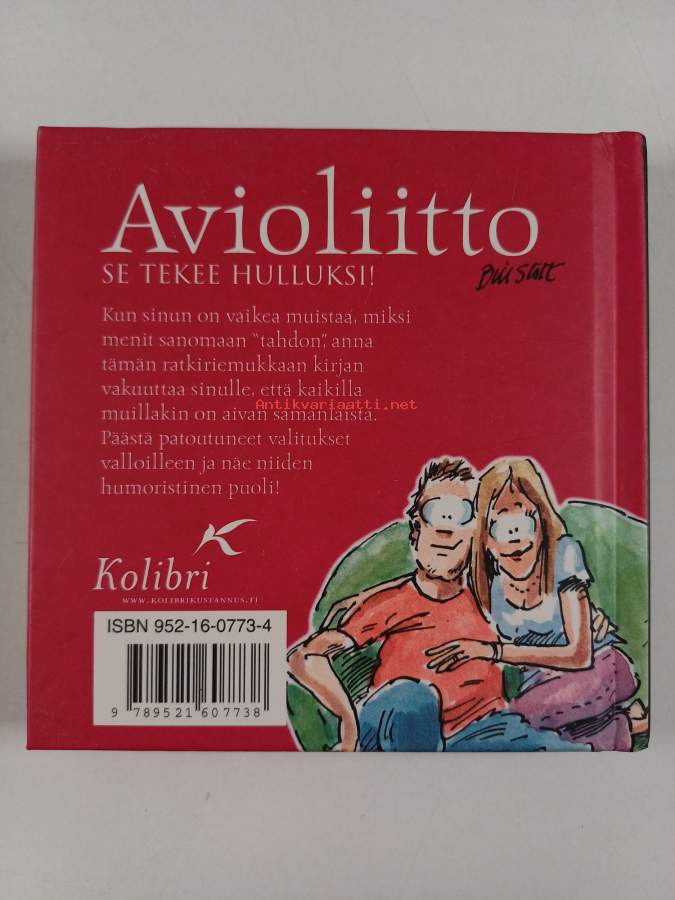 Avioliitto
SE TEKEE HULLUKSI!
Bill Stott
Kun sinun on vaikea muistaa, miksi
menit sanomaan "tahdon", anna
tämän ratkiriemukkaan kirjan
vakuuttaa sinulle, että kaikilla
Antikvariaatti.net
muillakin on aivan samanlaista.
Päästä patoutuneet valitukset
valloilleen ja näe niiden
humoristinen puoli!
Kolibri
WWW.KOLIBRIKUSTANNUS.FI
ISBN 952-16-0773-4
9 789521 607738